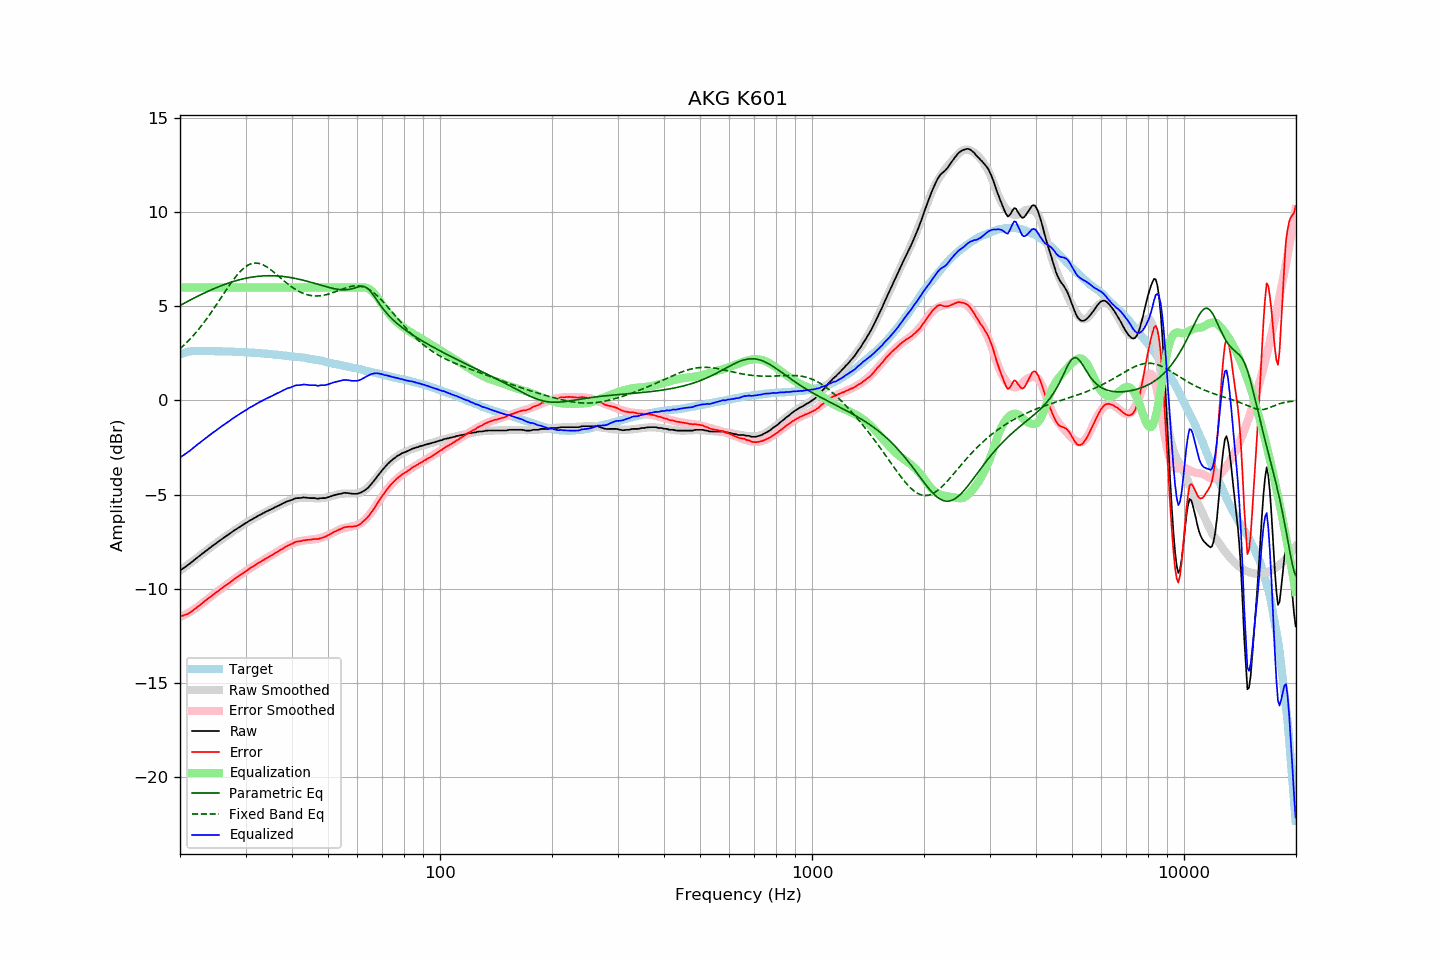 AKG K601
15
10
5
0
−5
−10
−15
−20
Amplitude (dBr)
Target
Raw Smoothed
Error Smoothed
Raw
Error
Equalization
Parametric Eq
Fixed Band Eq
Equalized
100
1000
10000
Frequency (Hz)